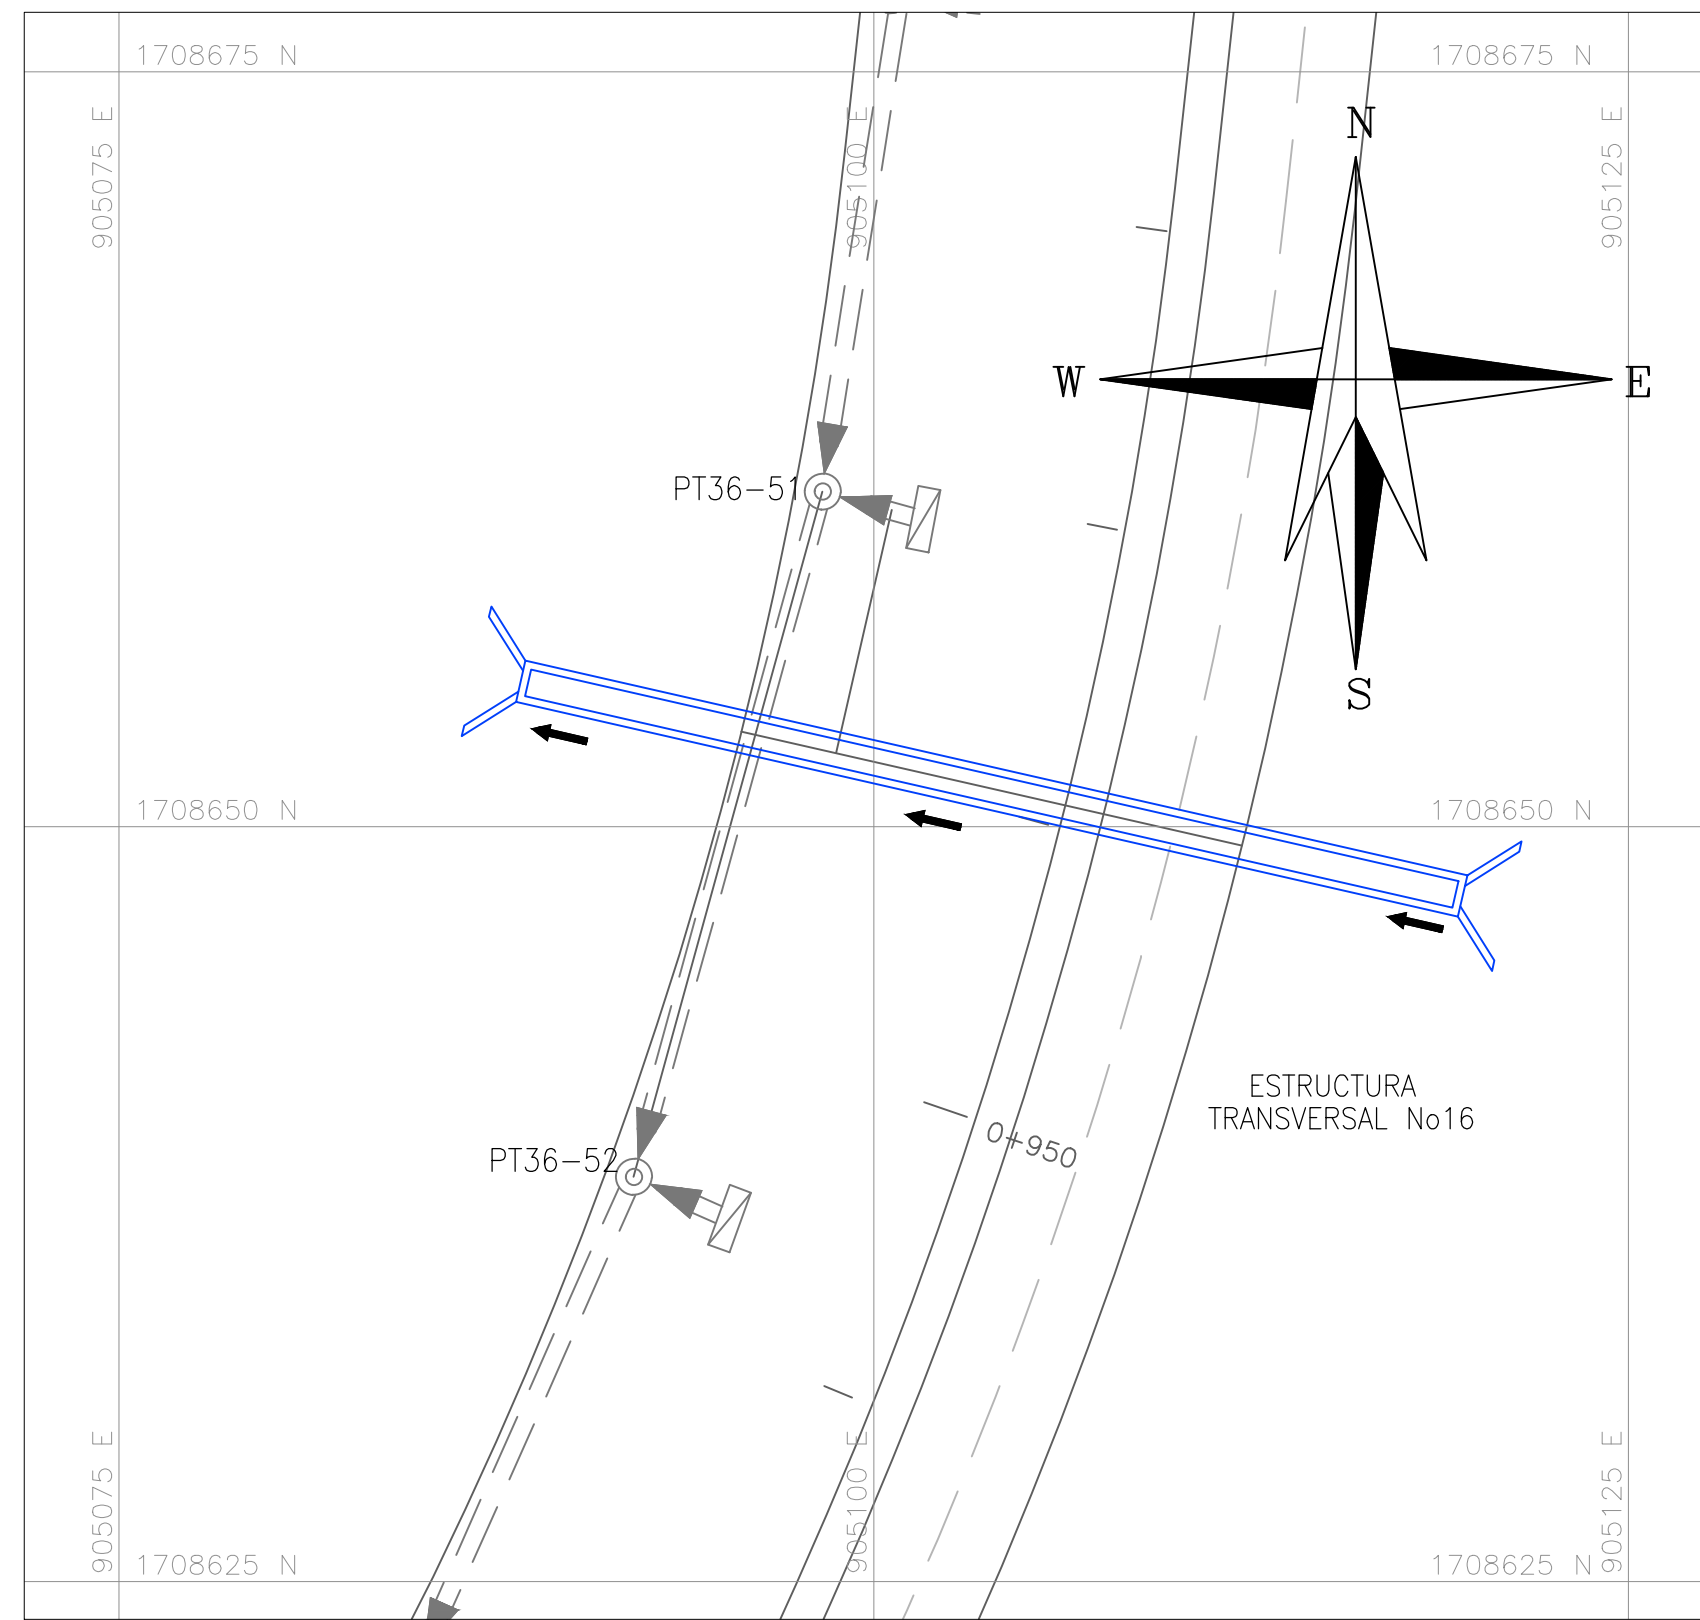 1708675 N
1708675 N
905075 E
905100 E
905125 E
N
W
E
S
PT36-51
1708650 N
1708650 N
ESTRUCTURA
TRANSVERSAL No16
0+950
PT36-52
905075 E
905100 E
905125 E
1708625 N
1708625 N